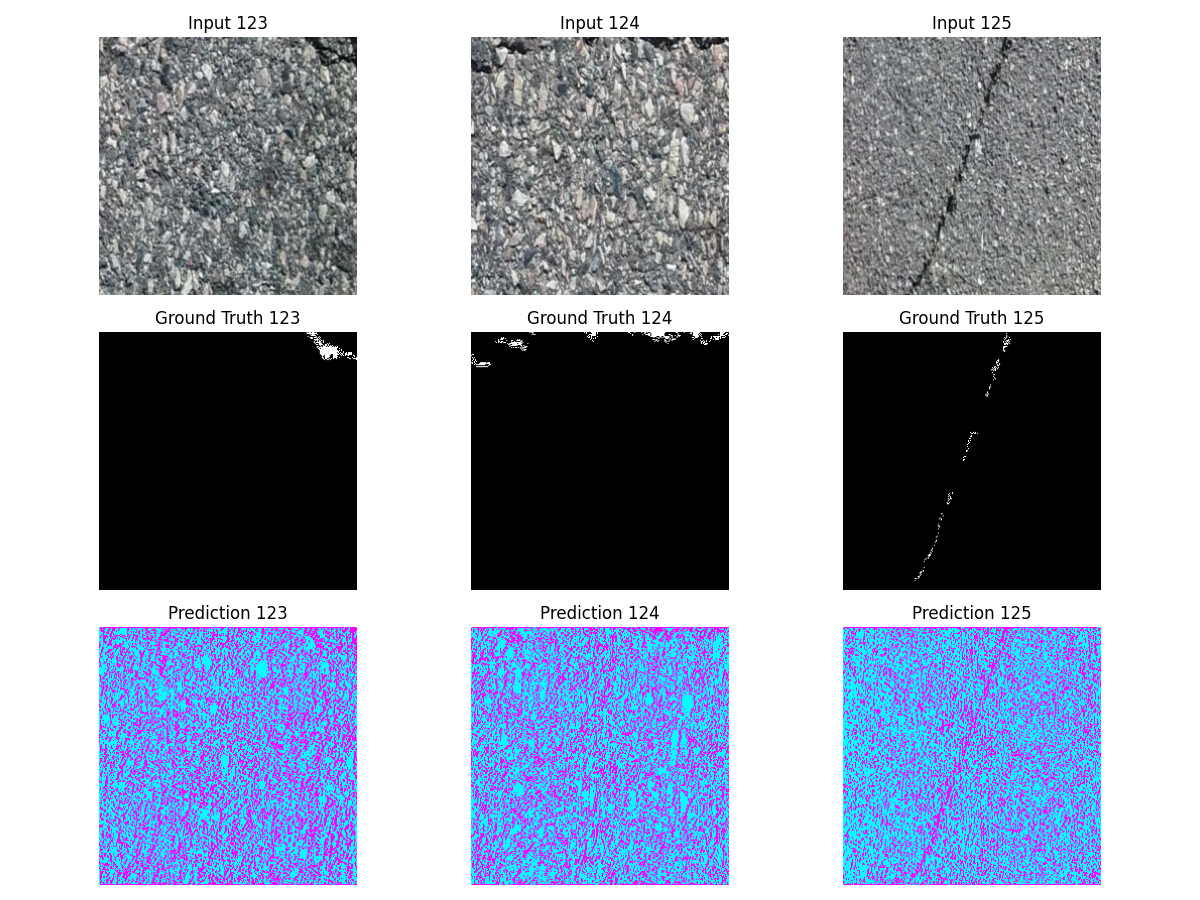 Input 123
Input 124
Input 125
Ground Truth 123
Ground Truth 124
Ground Truth 125
Prediction 123
Prediction 124
Prediction 125